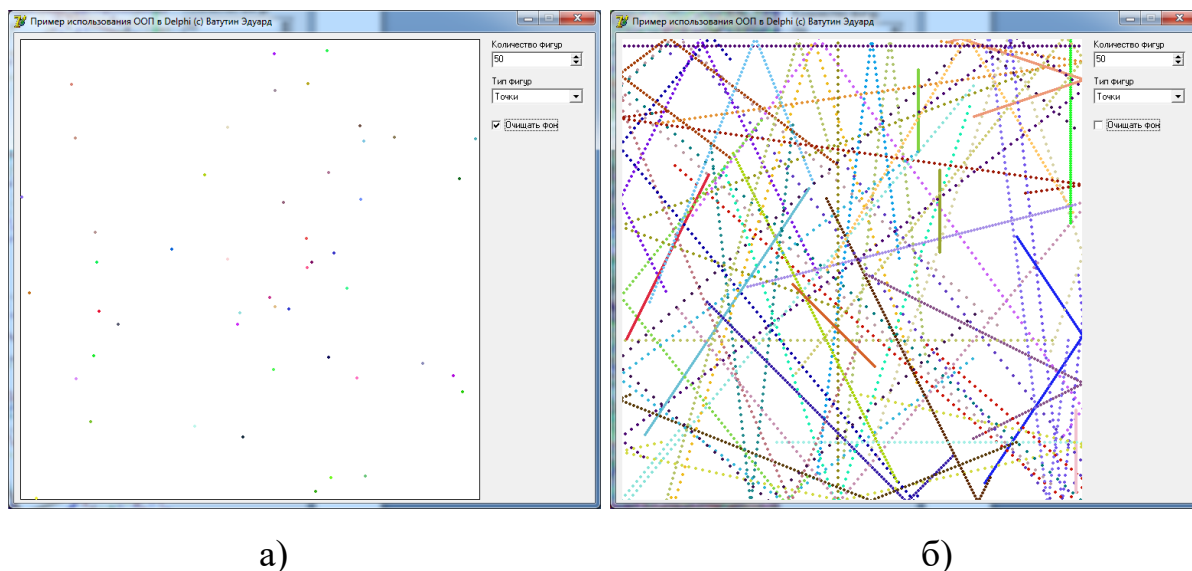 Пример использования ООП в Delphi (c) Ватутин Эдуард
Количество фигур
50
Тип фигур
Точки
Очищать фон
Пример использования ООП в Delphi (c) Ватутин Эдуард
Количество фигур
50
Тип фигур
Точки
Очищать фон
а)
б)